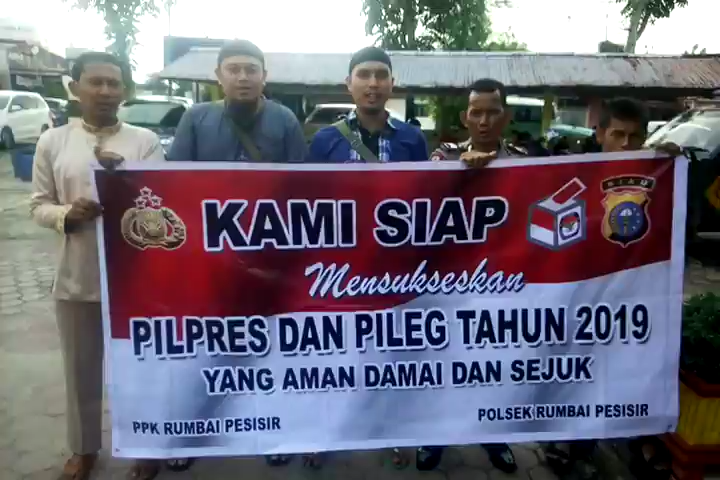 KAMI SIAP
RIAU
Mensukseskan
PILPRES DAN PILEG TAHUN 2019
YANG AMAN DAMAI DAN SEJUK
PPK RUMBAI PESISIR
POLSEK RUMBAI PESISIR